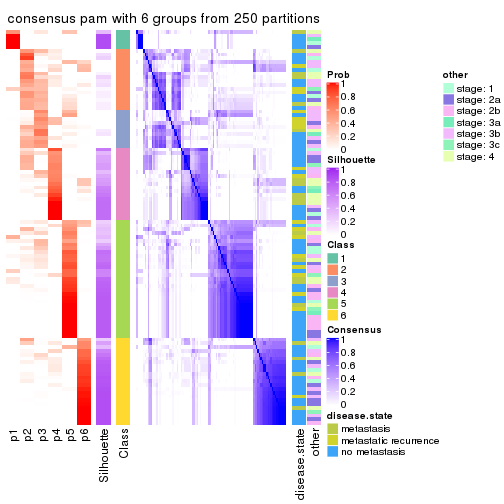 consensus pam with 6 groups from 250 partitions
Prob
1
0.8
0.6
0.4
0.2
0
Silhouette
1
0.8
0.6
0.4
0.2
0
Class
1
2
3
4
5
6
Consensus
1
0.8
0.6
0.4
0.2
0
disease.state
metastasis
metastatic recurrence
no metastasis
other
stage: 1
stage: 2a
stage: 2b
stage: 3a
stage: 3b
stage: 3c
stage: 4
p1
p2
p3
p4
p5
p6
Silhouette
Class
disease.state
other